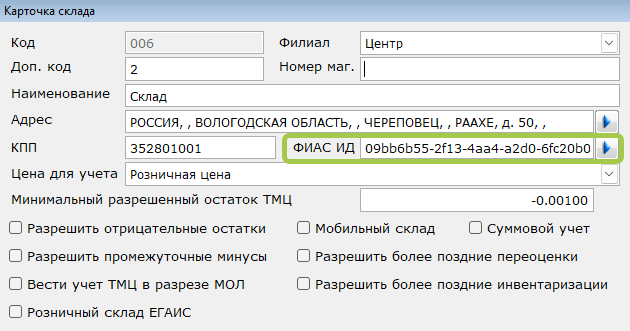 Карточка склада
Код 006 Филиал Центр
Доп. код 2 Номер маг.
Наименование Склад
Адрес РОССИЯ, , ВОЛОГОДСКАЯ ОБЛАСТЬ, , ЧЕРЕПОВЕЦ, , РААХЕ, д. 50, ,
КПП 352801001 ФИАС ИД 09bb6b55-2f13-4aa4-a2d0-6fc20b0
Цена для учета Розничная цена
Минимальный разрешенный остаток ТМЦ -0.00100
Разрешить отрицательные остатки Мобильный склад Суммовой учет
Разрешить промежуточные минусы Разрешить более поздние переоценки
Вести учет ТМЦ в разрезе МОЛ Разрешить более поздние инвентаризации
Розничный склад ЕГАИС